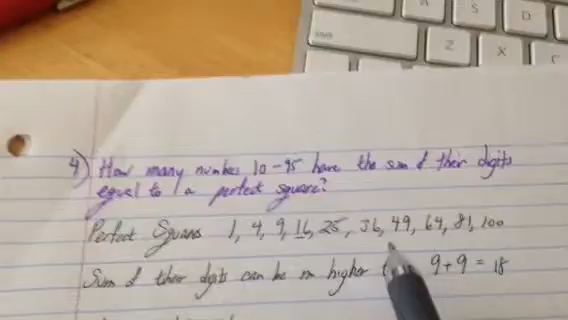 A S D
Z X C
4) How many numbers 10-95 have the sum of their digits
equal to a perfect square?
Perfect Squares 1, 4, 9, 16, 25, 36, 49, 64, 81, 100
Sum of their digits can be no higher 9+9 = 18